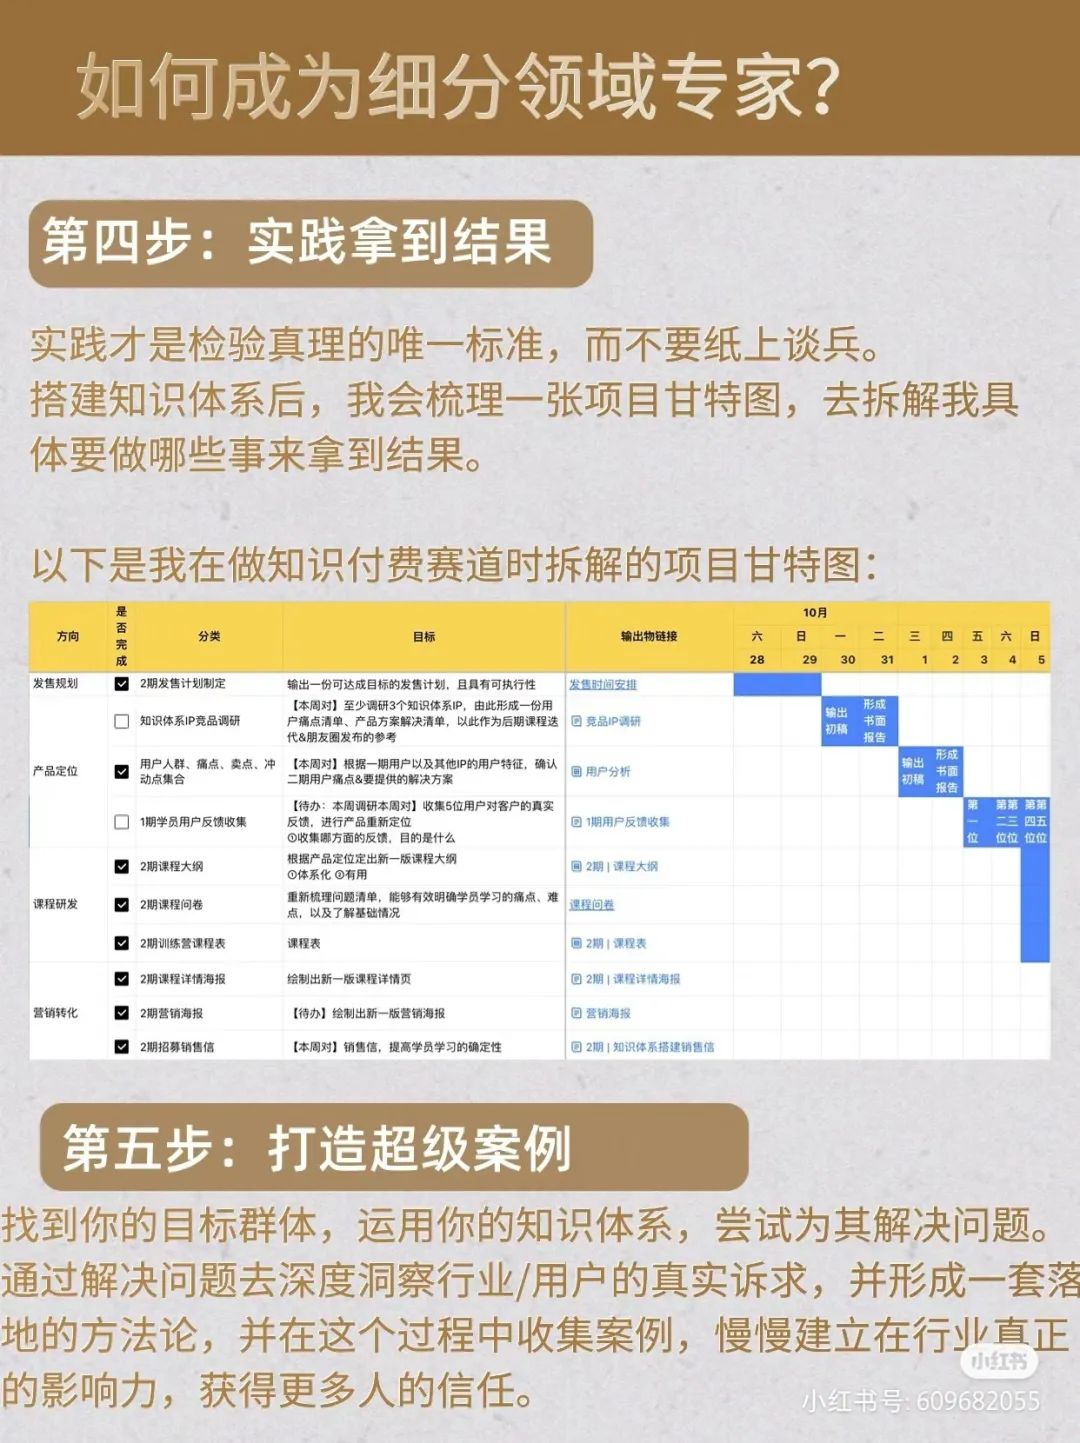 如何成为细分领域专家？
第四步：实践拿到结果
实践才是检验真理的唯一标准，而不要纸上谈兵。
搭建知识体系后，我会梳理一张项目甘特图，去拆解我具
体要做哪些事来拿到结果。
以下是我在做知识付费赛道时拆解的项目甘特图：
方向 是否完成 分类 目标 输出物链接 10月
六 日 一 二 三 四 五 六 日
28 29 30 31 1 2 3 4 5
发售规划 2期发售计划制定 输出一份可达成目标的发售计划，且具有可执行性 发售时间安排
知识体系IP竞品调研
【本周对】至少调研3个知识体系IP，由此形成一份用
户痛点清单、产品方案解决清单，以此作为后期课程迭
代&朋友圈发布的参考
竞品IP调研
输出
初稿
形成
书面
报告
产品定位
用户人群、痛点、卖点、冲
动点集合
【本周对】根据一期用户以及其他IP的用户特征，确认
二期用户痛点&要提供的解决方案
用户分析
输出
初稿
形成
书面
报告
1期学员用户反馈收集
【待办：本周调研本周对】收集5位用户对客户的真实
反馈，进行产品重新定位
①收集哪方面的反馈，目的是什么
1期用户反馈收集
第 第第 第第
一 二三 四五
位 位位 位位
2期课程大纲
根据产品定位定出新一版课程大纲
①体系化 ②有用
2期 | 课程大纲
课程研发
2期课程问卷
重新梳理问题清单，能够有效明确学员学习的痛点、难
点，以及了解基础情况
课程问卷
2期训练营课程表 课程表 2期 | 课程表
2期课程详情海报 绘制出新一版课程详情页 2期 | 课程详情海报
营销转化 2期营销海报 【待办】绘制出新一版营销海报 营销海报
2期招募销售信 【本周对】销售信，提高学员学习的确定性 2期 | 知识体系搭建销售信
第五步：打造超级案例
找到你的目标群体，运用你的知识体系，尝试为其解决问题。
通过解决问题去深度洞察行业/用户的真实诉求，并形成一套落
地的方法论，并在这个过程中收集案例，慢慢建立在行业真正
的影响力，获得更多人的信任。
小红书
小红书号: 609682055